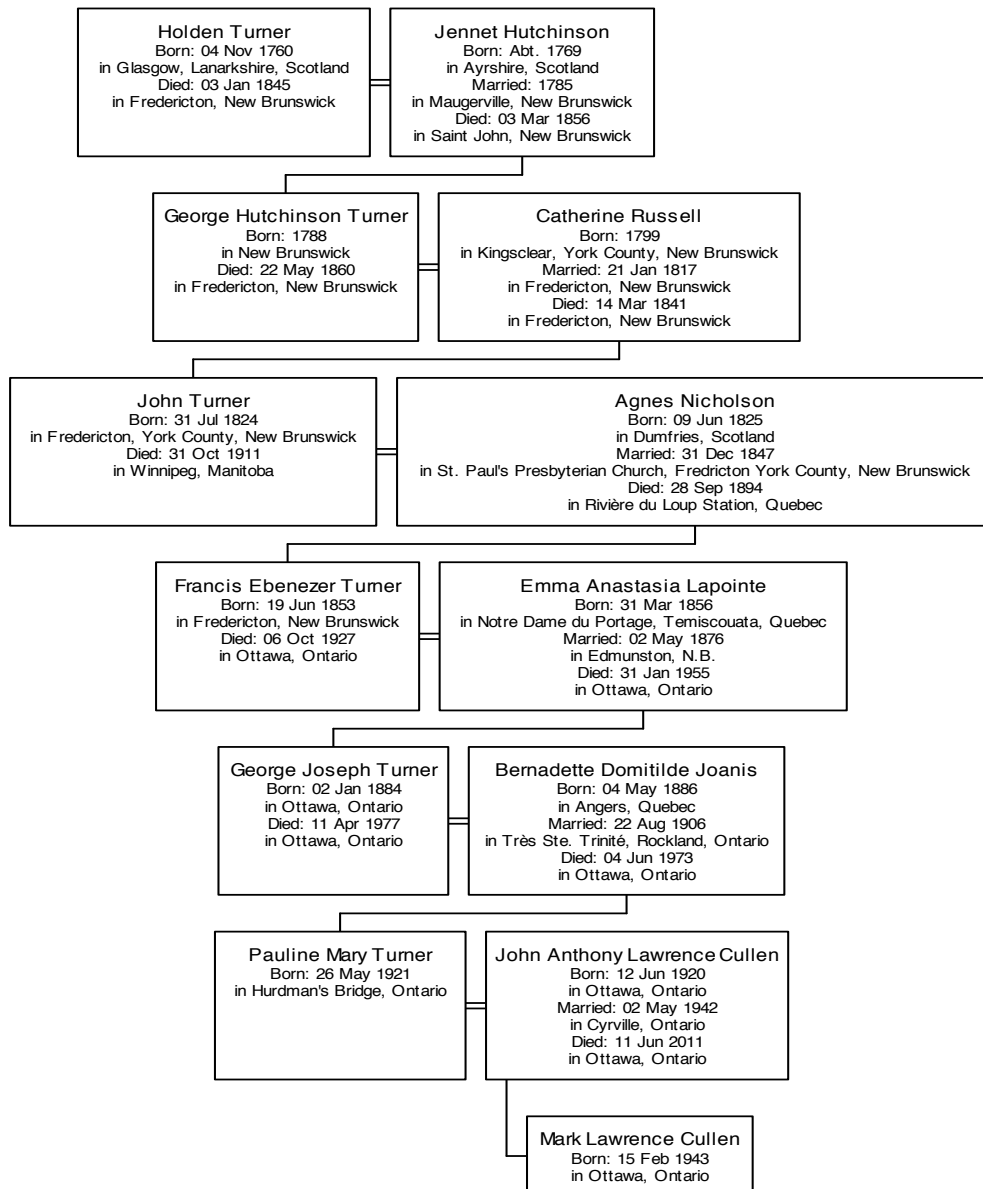 Holden Turner
Born: 04 Nov 1760
in Glasgow, Lanarkshire, Scotland
Died: 03 Jan 1845
in Fredericton, New Brunswick
Jennet Hutchinson
Born: Abt. 1769
in Ayrshire, Scotland
Married: 1785
in Maugerville, New Brunswick
Died: 03 Mar 1856
in Saint John, New Brunswick
George Hutchinson Turner
Born: 1788
in New Brunswick
Died: 22 May 1860
in Fredericton, New Brunswick
Catherine Russell
Born: 1799
in Kingsclear, York County, New Brunswick
Married: 21 Jan 1817
in Fredericton, New Brunswick
Died: 14 Mar 1841
in Fredericton, New Brunswick
John Turner
Born: 31 Jul 1824
in Fredericton, York County, New Brunswick
Died: 31 Oct 1911
in Winnipeg, Manitoba
Agnes Nicholson
Born: 09 Jun 1825
in Dumfries, Scotland
Married: 31 Dec 1847
in St. Paul's Presbyterian Church, Fredricton York County, New Brunswick
Died: 28 Sep 1894
in Rivière du Loup Station, Quebec
Francis Ebenezer Turner
Born: 19 Jun 1853
in Fredericton, New Brunswick
Died: 06 Oct 1927
in Ottawa, Ontario
Emma Anastasia Lapointe
Born: 31 Mar 1856
in Notre Dame du Portage, Temiscouata, Quebec
Married: 02 May 1876
in Edmunston, N.B.
Died: 31 Jan 1955
in Ottawa, Ontario
George Joseph Turner
Born: 02 Jan 1884
in Ottawa, Ontario
Died: 11 Apr 1977
in Ottawa, Ontario
Bernadette Domitilde Joanis
Born: 04 May 1886
in Angers, Quebec
Married: 22 Aug 1906
in Très Ste. Trinité, Rockland, Ontario
Died: 04 Jun 1973
in Ottawa, Ontario
Pauline Mary Turner
Born: 26 May 1921
in Hurdman's Bridge, Ontario
John Anthony Lawrence Cullen
Born: 12 Jun 1920
in Ottawa, Ontario
Married: 02 May 1942
in Cyrville, Ontario
Died: 11 Jun 2011
in Ottawa, Ontario
Mark Lawrence Cullen
Born: 15 Feb 1943
in Ottawa, Ontario